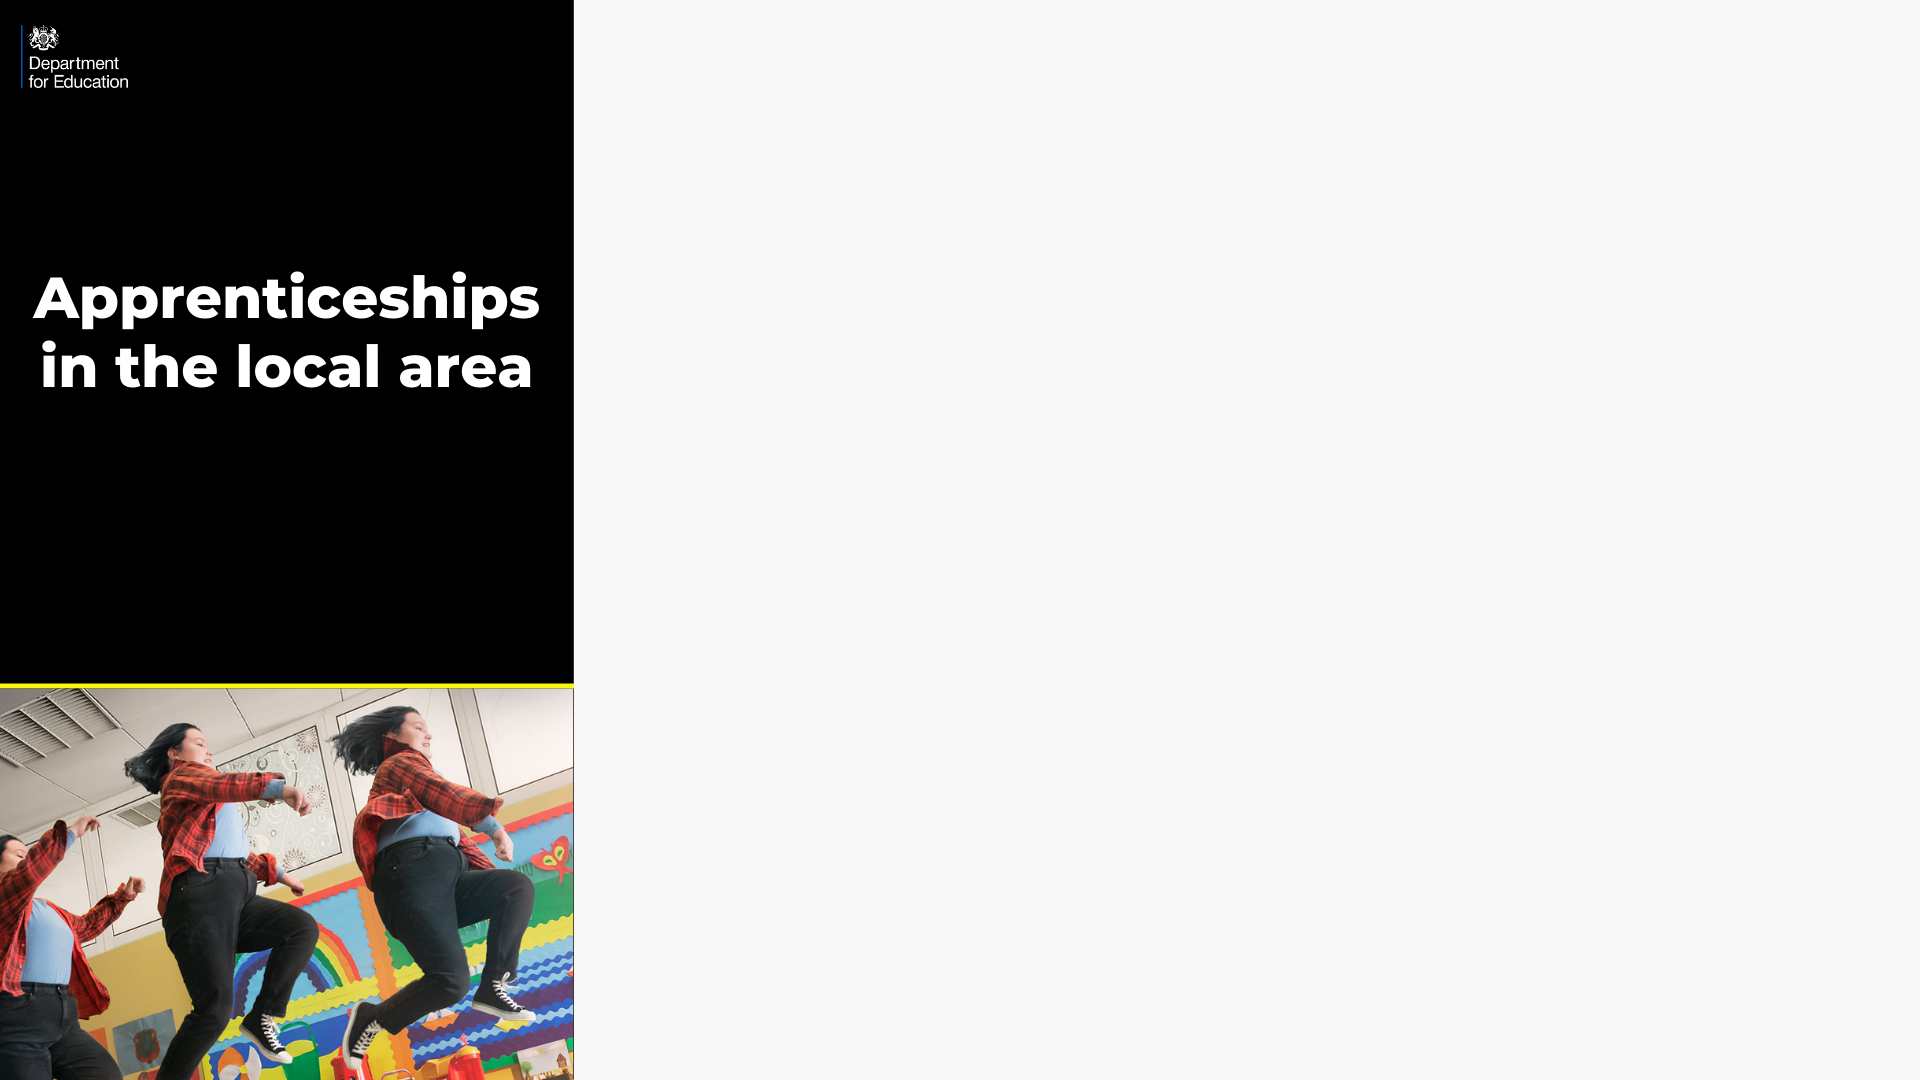 Department
for Education
Apprenticeships
in the local area